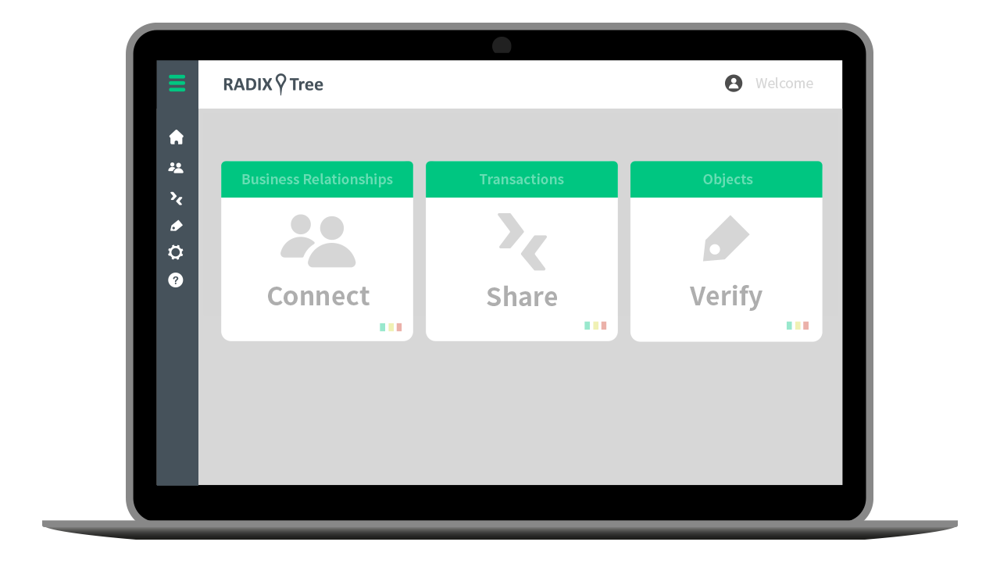 RADIX Tree
Welcome
Business Relationships
Transactions
Objects
Connect
Share
Verify
?